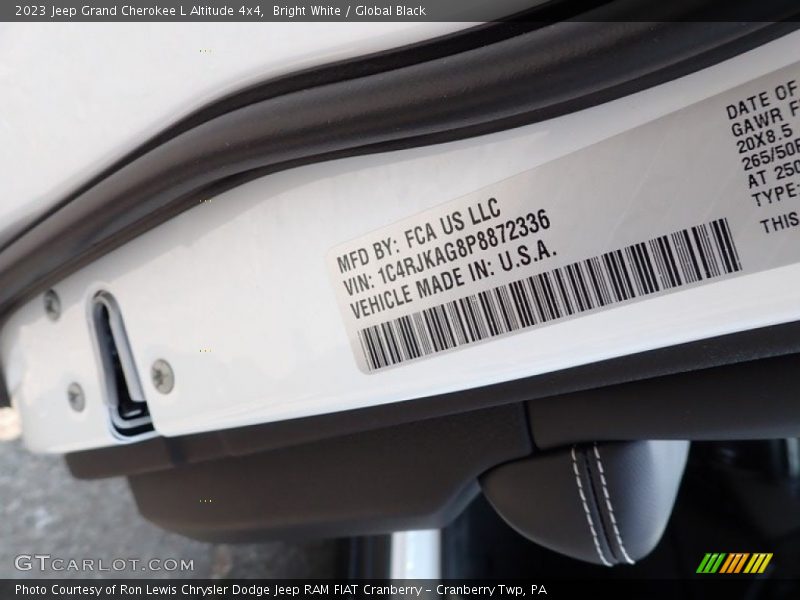 2023 Jeep Grand Cherokee L Altitude 4x4, Bright White / Global Black
MFD BY: FCA US LLC
VIN: 1C4RJKAG8P8872336
VEHICLE MADE IN: U.S.A.
DATE OF
GAWR F
20X8.5
265/50
AT 250
TYPE:
THIS
GTCARLOT.COM
Photo Courtesy of Ron Lewis Chrysler Dodge Jeep RAM FIAT Cranberry - Cranberry Twp, PA